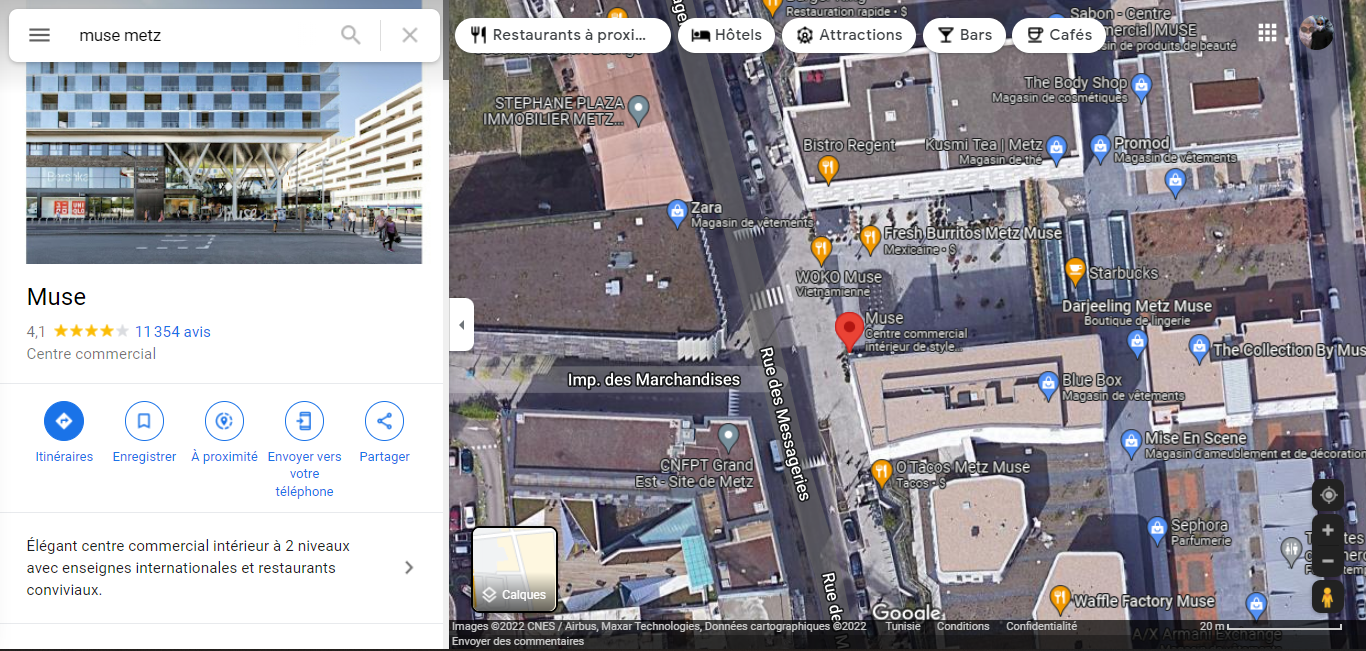 muse metz
Bershka
UNI
QLO
MUSE
Muse
4,1 11 354 avis
Centre commercial
Itinéraires
Enregistrer
À proximité
Envoyer vers
votre
téléphone
Partager
Élégant centre commercial intérieur à 2 niveaux
avec enseignes internationales et restaurants
conviviaux.
Restauration rapide • $
Restaurants à proxi...
Hôtels
Attractions
Bars
Cafés
Sabon - Centre
mmercial MUSE
sin de produits de beauté
STEPHANE PLAZA
IMMOBILIER METZ...
The Body Shop
Magasin de cosmétiques
Bistro Regent
Kusmi Tea | Metz
Magasin de thé
Promod
Magasin de vêtements
Zara
Magasin de vêtements
Fresh Burritos Metz Muse
Mexicaine • $
WOKO Muse
Vietnamienne
Starbucks
Darjeeling Metz Muse
Boutique de lingerie
Muse
Centre commercial
intérieur de style...
The Collection By Mus
Imp. des Marchandises
Rue des Messageries
Blue Box
Magasin de vêtements
Mise En Scene
Magasin d'ameublement et de décoration
CNFPT Grand
Est - Site de Metz
O'Tacos Metz Muse
Tacos • $
Sephora
Parfumerie
Calques
Rue de
Waffle Factory Muse
Google
A/X Armani Exchange
Images ©2022 CNES / Airbus, Maxar Technologies, Données cartographiques ©2022 Tunisie Conditions Confidentialité 20 m
Envoyer des commentaires